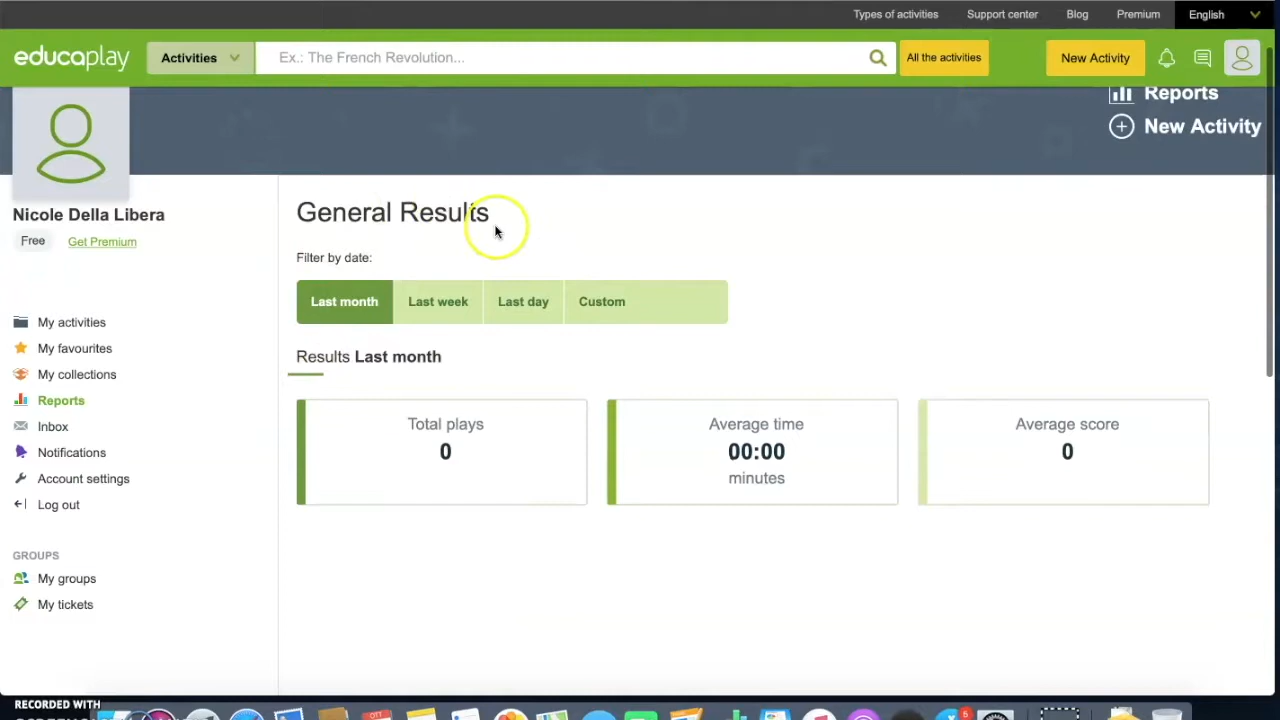 Types of activities Support center Blog Premium English
educaplay Activities Ex.: The French Revolution... All the activities New Activity
Reports
New Activity
Nicole Della Libera
Free Get Premium
My activities
My favourites
My collections
Reports
Inbox
Notifications
Account settings
Log out
GROUPS
My groups
My tickets
General Results
Filter by date:
Last month Last week Last day Custom
Results Last month
Total plays
0
Average time
00:00
minutes
Average score
0
RECORDED WITH
OTT
5